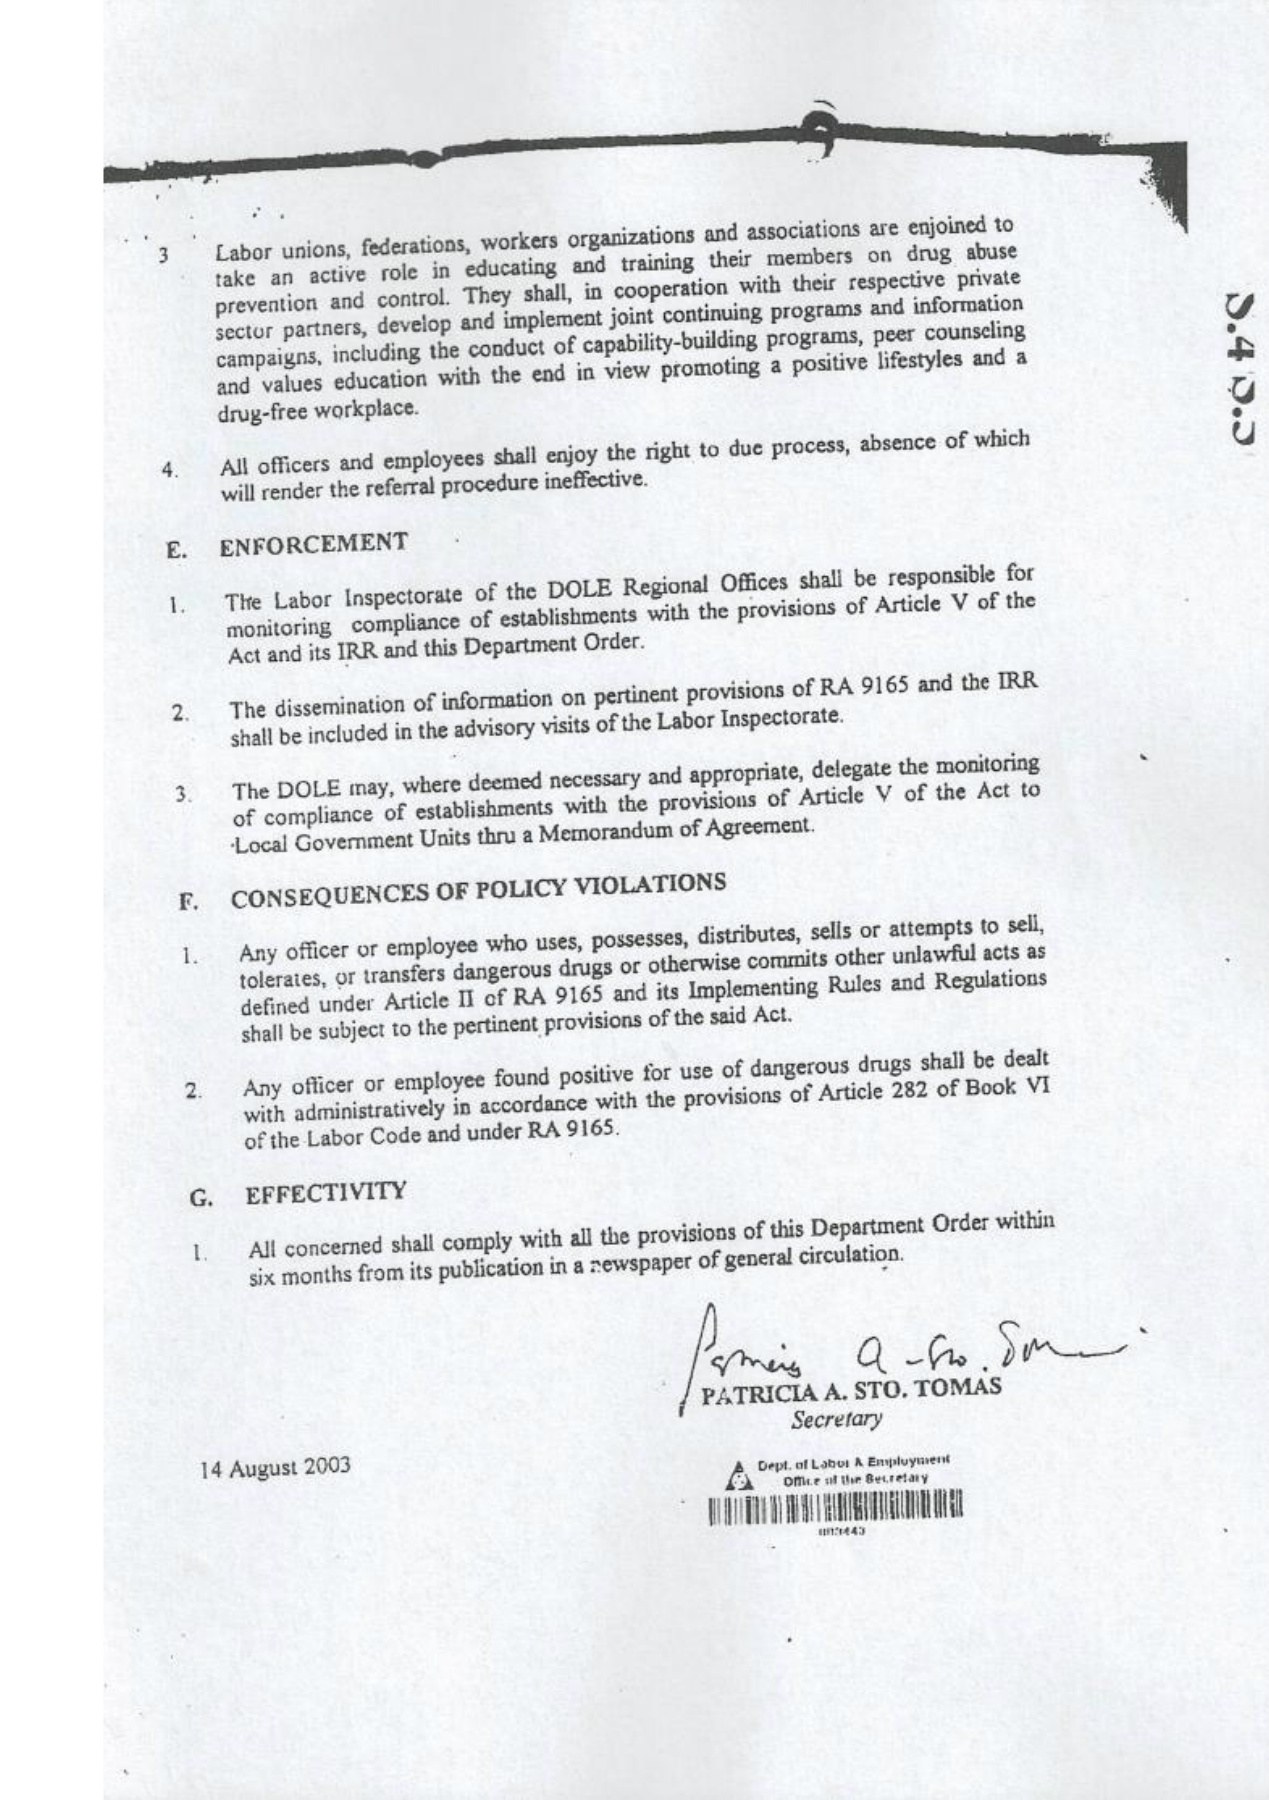 3 Labor unions, federations, workers organizations and associations are enjoined to
take an active role in educating and training their members on drug abuse
prevention and control. They shall, in cooperation with their respective private
sector partners, develop and implement joint continuing programs and information
campaigns, including the conduct of capability-building programs, peer counseling
and values education with the end in view promoting a positive lifestyles and a
drug-free workplace.
4. All officers and employees shall enjoy the right to due process, absence of which
will render the referral procedure ineffective.
E. ENFORCEMENT
1. The Labor Inspectorate of the DOLE Regional Offices shall be responsible for
monitoring compliance of establishments with the provisions of Article V of the
Act and its IRR and this Department Order.
2. The dissemination of information on pertinent provisions of RA 9165 and the IRR
shall be included in the advisory visits of the Labor Inspectorate.
3. The DOLE may, where deemed necessary and appropriate, delegate the monitoring
of compliance of establishments with the provisions of Article V of the Act to
Local Government Units thru a Memorandum of Agreement.
F. CONSEQUENCES OF POLICY VIOLATIONS
1. Any officer or employee who uses, possesses, distributes, sells or attempts to sell,
tolerates, or transfers dangerous drugs or otherwise commits other unlawful acts as
defined under Article II of RA 9165 and its Implementing Rules and Regulations
shall be subject to the pertinent provisions of the said Act.
2. Any officer or employee found positive for use of dangerous drugs shall be dealt
with administratively in accordance with the provisions of Article 282 of Book VI
of the Labor Code and under RA 9165.
G. EFFECTIVITY
1. All concerned shall comply with all the provisions of this Department Order within
six months from its publication in a newspaper of general circulation.
PATRICIA A. STO. TOMAS
Secretary
14 August 2003
Dept. of Labor & Employment
Office of the Secretary